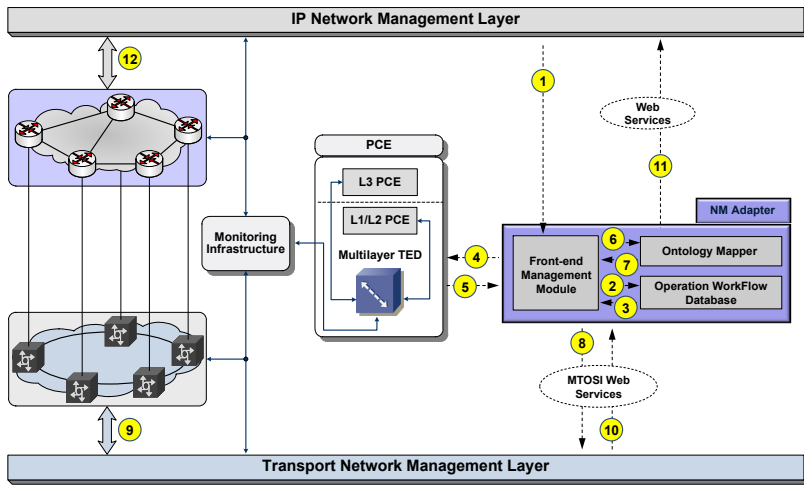 IP Network Management Layer
12
1
Web
Services
11
PCE
L3 PCE
L1/L2 PCE
Multilayer TED
Monitoring
Infrastructure
4
5
NM Adapter
Front-end
Management
Module
6
7
Ontology Mapper
2
3
Operation WorkFlow
Database
8
MTOSI Web
Services
10
9
Transport Network Management Layer